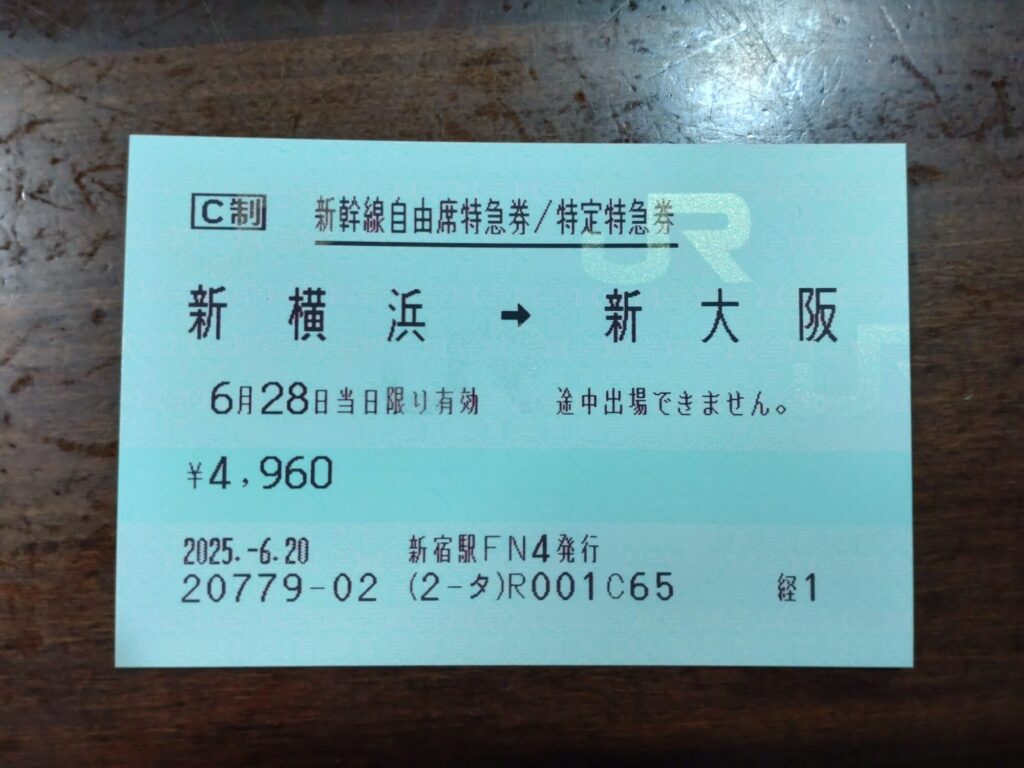 C制 新幹線自由席特急券/特定特急券
JR
新横浜 → 新大阪
6月28日当日限り有効 途中出場できません。
¥4,960
2025.-6.20 新宿駅FN4発行
20779-02 (2-タ)R001C65 経1